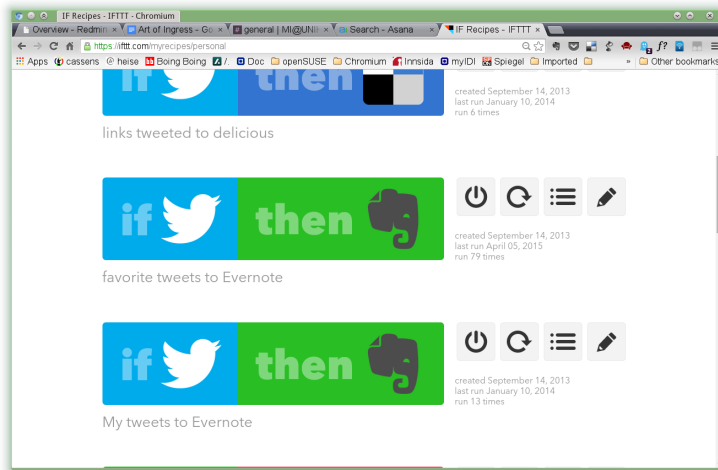 IF Recipes - IFTTT - Chromium
Overview - Redmin
Art of Ingress - Go
general | MI@UNI
Search - Asana
IF Recipes - IFTTT
https://ifttt.com/myrecipes/personal
f?
Apps
cassens
heise
Boing Boing
/.
Doc
openSUSE
Chromium
Innsida
myIDI
Spiegel
Imported
»
Other bookmarks
if then
created September 14, 2013
last run January 10, 2014
run 6 times
links tweeted to delicious
if then
created September 14, 2013
last run April 05, 2015
run 79 times
favorite tweets to Evernote
if then
created September 14, 2013
last run January 10, 2014
run 13 times
My tweets to Evernote